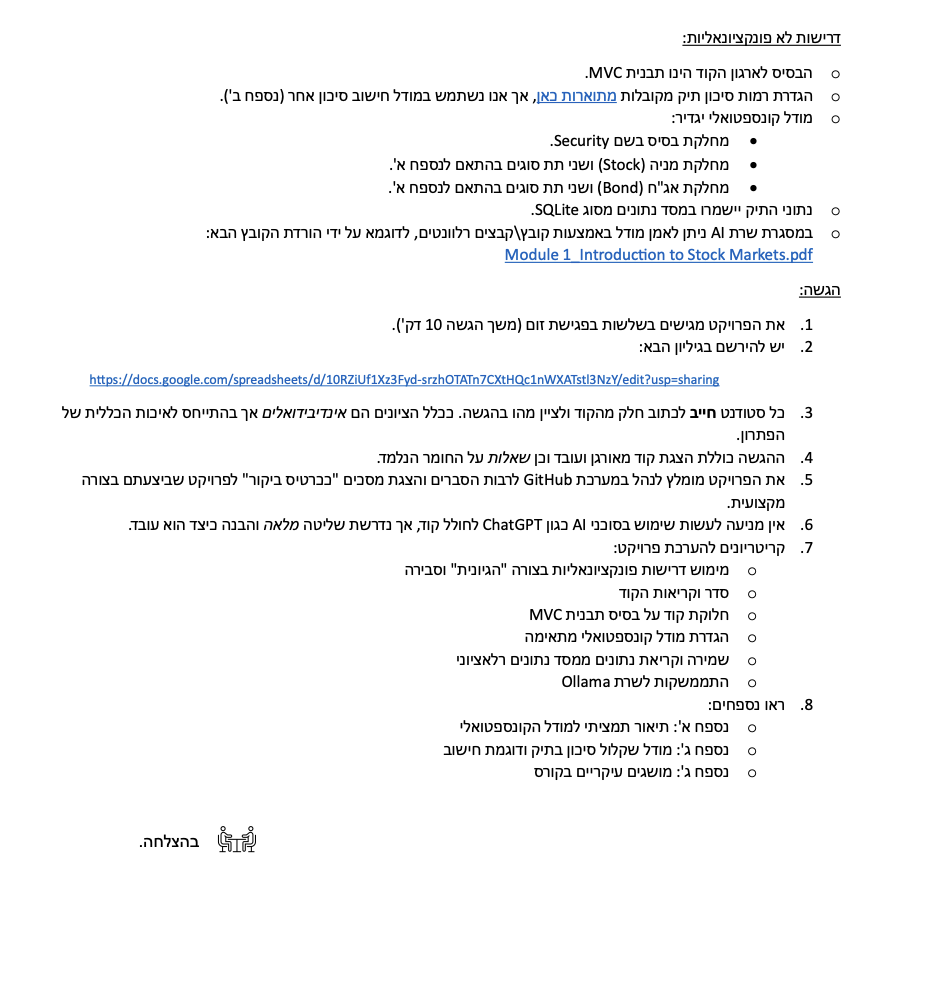 דרישות לא פונקציונאליות:
○ הבסיס לארגון הקוד הינו תבנית MVC.
○ הגדרת רמות סיכון תיק מקובלות מתוארות כאן, אך אנו נשתמש במודל חישוב סיכון אחר (נספח ב').
○ מודל קונספטואלי יגדיר:
• מחלקת בסיס בשם Security.
• מחלקת מניה (Stock) ושני תת סוגים בהתאם לנספח א'.
• מחלקת אג"ח (Bond) ושני תת סוגים בהתאם לנספח א'.
○ נתוני התיק יישמרו במסד נתונים מסוג SQLite.
○ במסגרת שרת AI ניתן לאמן מודל באמצעות קובץ\קבצים רלוונטים, לדוגמא על ידי הורדת הקובץ הבא:
Module 1_Introduction to Stock Markets.pdf
הגשה:
1. את הפרויקט מגישים בשלשות בפגישת זום (משך הגשה 10 דק').
2. יש להירשם בגיליון הבא:
https://docs.google.com/spreadsheets/d/10RZiUf1Xz3Fyd-srzhOTATn7CXtHQc1nWXATstl3NzY/edit?usp=sharing
3. כל סטודנט חייב לכתוב חלק מהקוד ולציין מהו בהגשה. ככלל הציונים הם אינדיבידואלים אך בהתייחס לאיכות הכללית של
הפתרון.
4. ההגשה כוללת הצגת קוד מאורגן ועובד וכן שאלות על החומר הנלמד.
5. את הפרויקט מומלץ לנהל במערכת GitHub לרבות הסברים והצגת מסכים "ככרטיס ביקור" לפרויקט שביצעתם בצורה
מקצועית.
6. אין מניעה לעשות שימוש בסוכני AI כגון ChatGPT לחולל קוד, אך נדרשת שליטה מלאה והבנה כיצד הוא עובד.
7. קריטריונים להערכת פרויקט:
○ מימוש דרישות פונקציונאליות בצורה "הגיונית" וסבירה
○ סדר וקריאות הקוד
○ חלוקת קוד על בסיס תבנית MVC
○ הגדרת מודל קונספטואלי מתאימה
○ שמירה וקריאת נתונים ממסד נתונים רלאציוני
○ התממשקות לשרת Ollama
8. ראו נספחים:
○ נספח א': תיאור תמציתי למודל הקונספטואלי
○ נספח ג': מודל שקלול סיכון בתיק ודוגמת חישוב
○ נספח ג': מושגים עיקריים בקורס
בהצלחה.